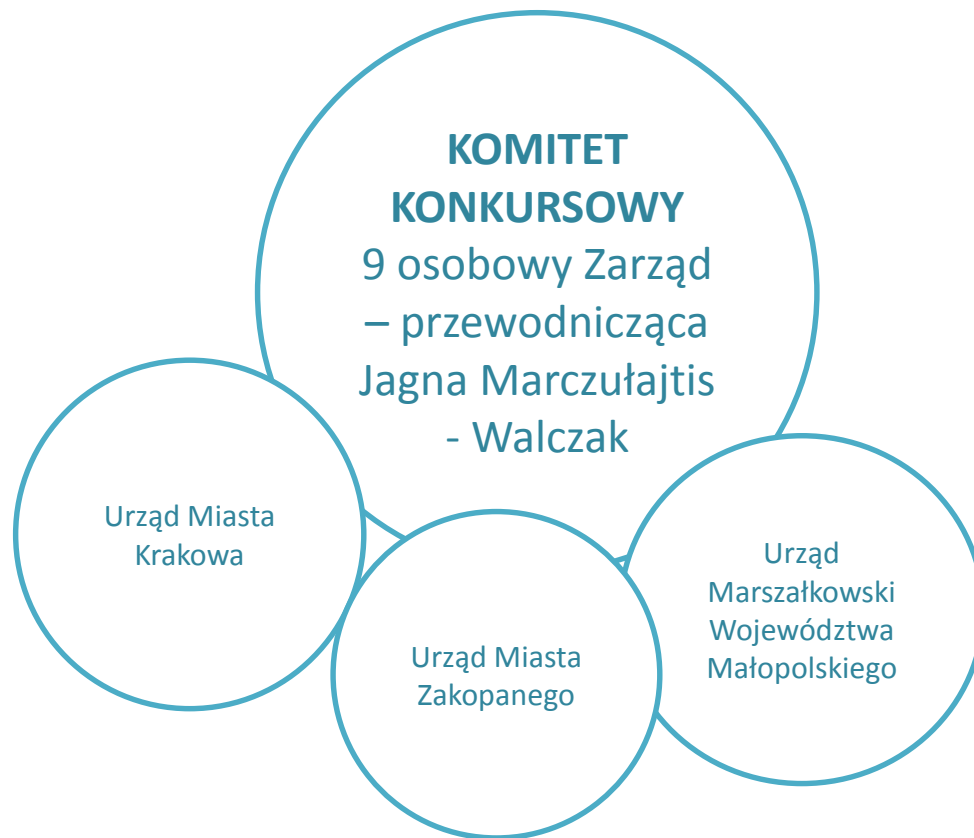 KOMITET
KONKURSOWY
9 osobowy Zarząd
– przewodnicząca
Jagna Marczułajtis
- Walczak
Urząd Miasta
Krakowa
Urząd Miasta
Zakopanego
Urząd
Marszałkowski
Województwa
Małopolskiego